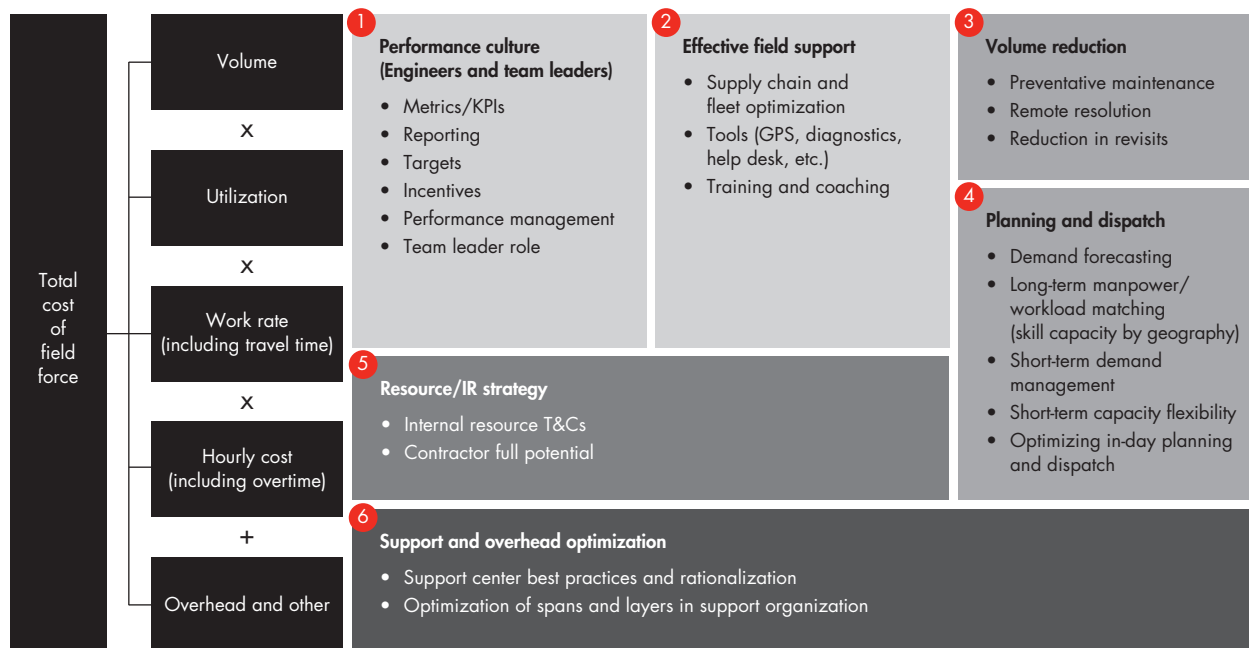 Total
cost
of
field
force
Volume
x
Utilization
x
Work rate
(including travel time)
x
Hourly cost
(including overtime)
+
Overhead and other
1
Performance culture
(Engineers and team leaders)
• Metrics/KPIs
• Reporting
• Targets
• Incentives
• Performance management
• Team leader role
2
Effective field support
• Supply chain and
fleet optimization
• Tools (GPS, diagnostics,
help desk, etc.)
• Training and coaching
3
Volume reduction
• Preventative maintenance
• Remote resolution
• Reduction in revisits
4
Planning and dispatch
• Demand forecasting
• Long-term manpower/
workload matching
(skill capacity by geography)
• Short-term demand
management
• Short-term capacity flexibility
• Optimizing in-day planning
and dispatch
5
Resource/IR strategy
• Internal resource T&Cs
• Contractor full potential
6
Support and overhead optimization
• Support center best practices and rationalization
• Optimization of spans and layers in support organization